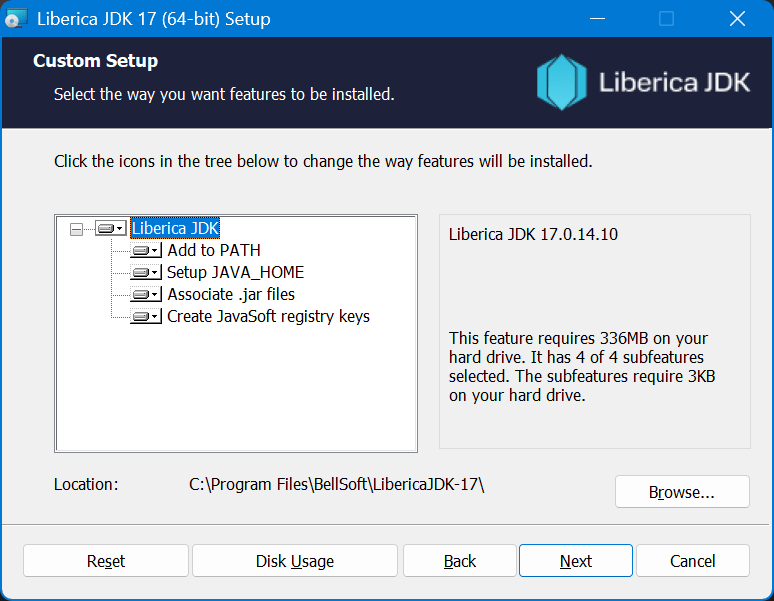 Liberica JDK 17 (64-bit) Setup
Custom Setup
Select the way you want features to be installed.
Liberica JDK
Click the icons in the tree below to change the way features will be installed.
Liberica JDK
Add to PATH
Setup JAVA_HOME
Associate .jar files
Create JavaSoft registry keys
Liberica JDK 17.0.14.10
This feature requires 336MB on your
hard drive. It has 4 of 4 subfeatures
selected. The subfeatures require 3KB
on your hard drive.
Location: C:\Program Files\BellSoft\LibericaJDK-17\
Browse...
Reset Disk Usage Back Next Cancel